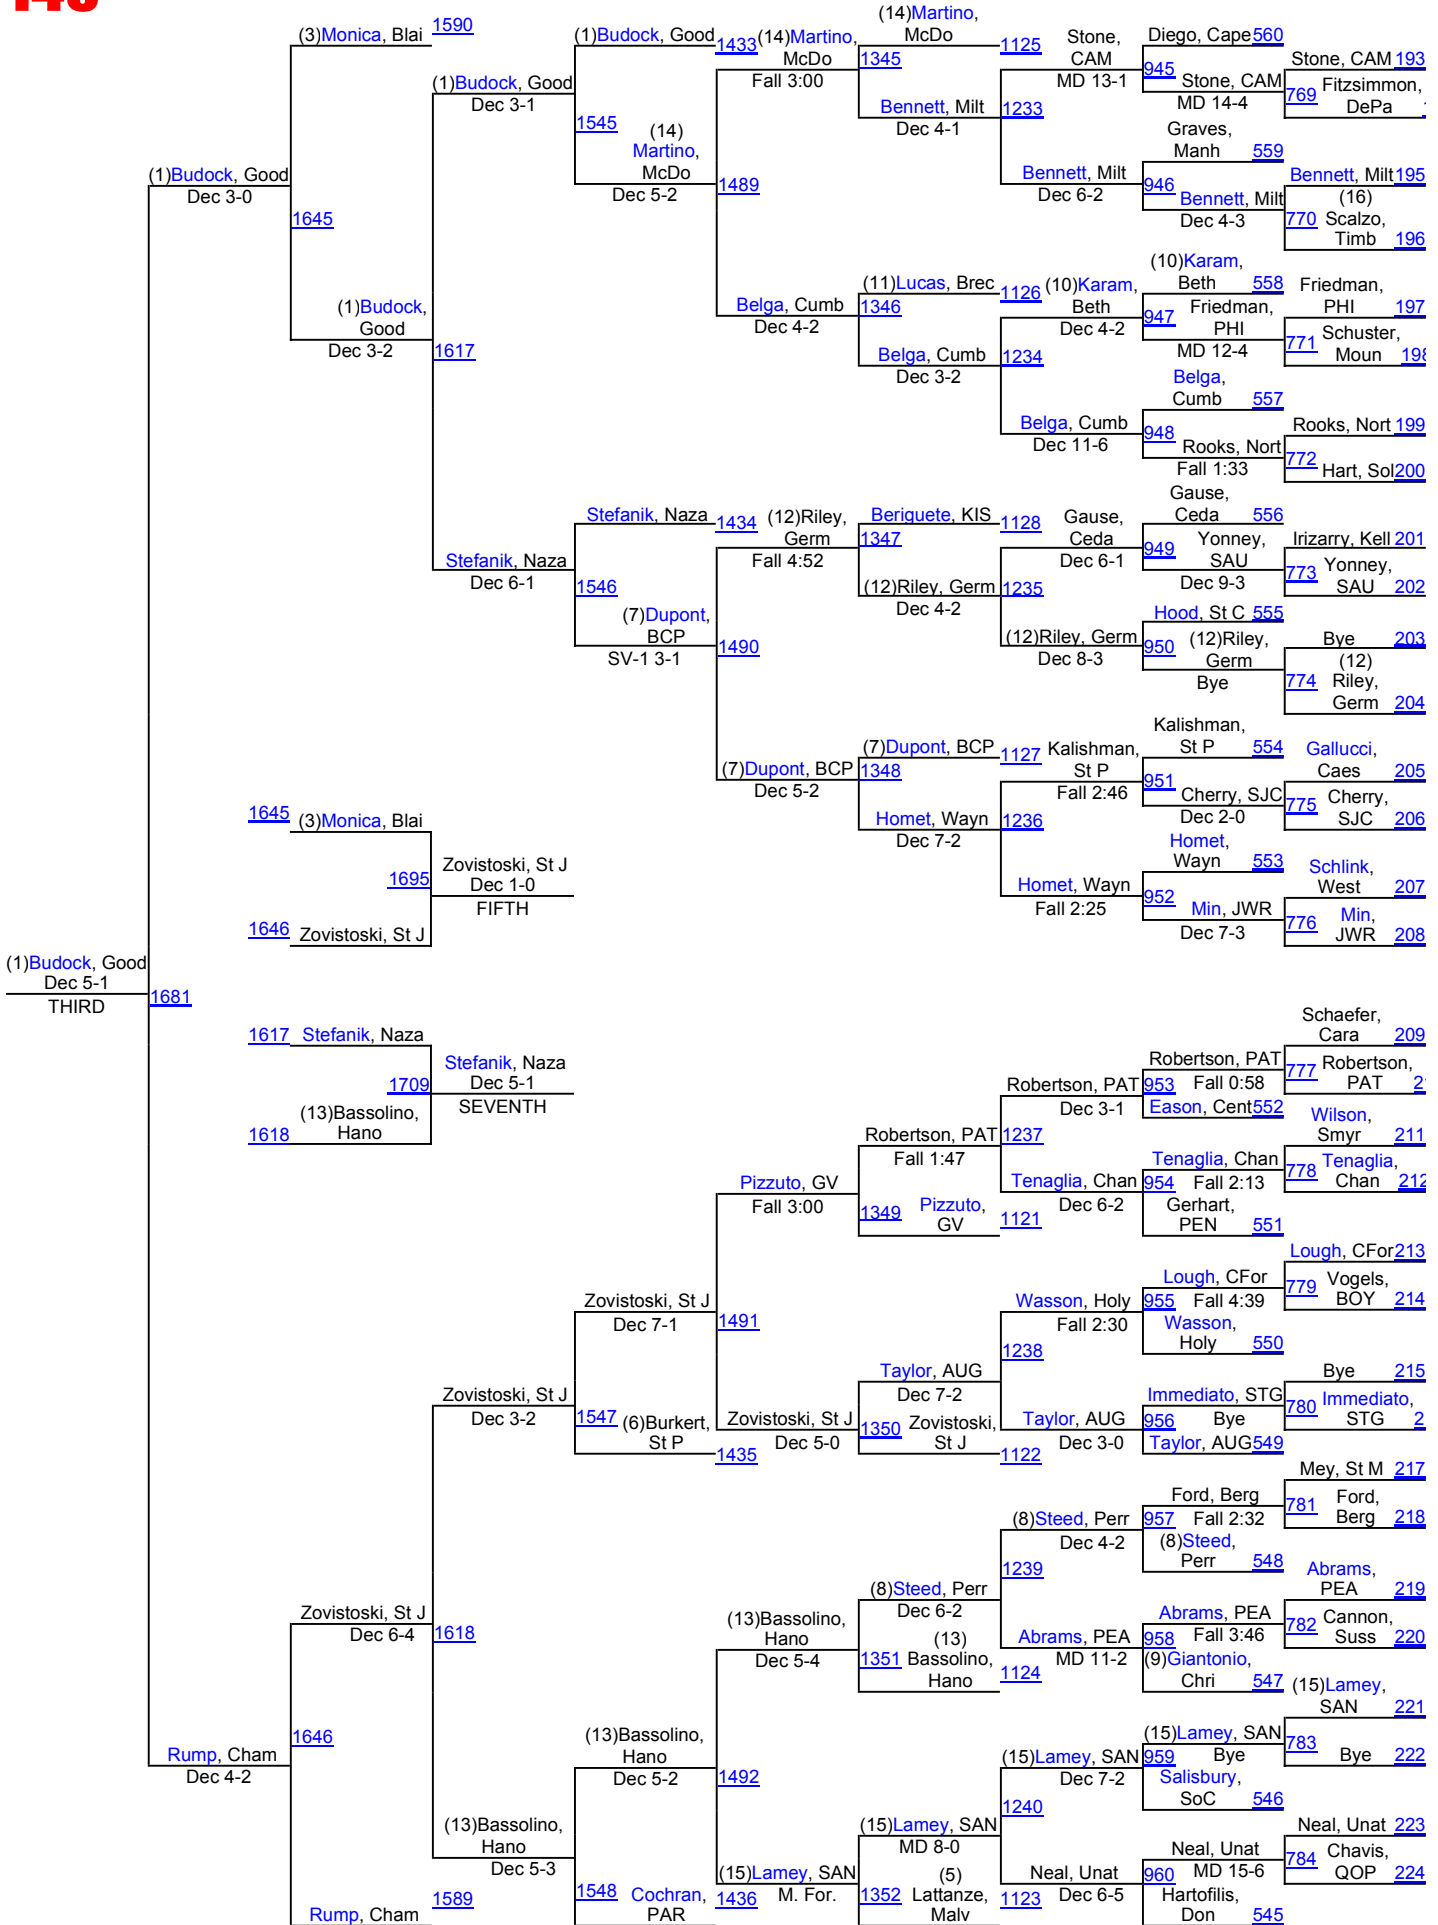 (3)Monica, Blai 1590
(1)Budock, Good
Dec 3-0
1645
(1)Budock,
Good
Dec 3-2
(1)Budock, Good
Dec 3-1
1617
Stefanik, Naza
Dec 6-1
(1)Budock, Good 1433
1545
(14)
Martino,
McDo
Dec 5-2
(14)Martino,
McDo
Fall 3:00
1489
Belga, Cumb
Dec 4-2
(14)Martino,
McDo 1125
1345
Bennett, Milt
Dec 4-1
Stone,
CAM
MD 13-1
1233
Bennett, Milt
Dec 6-2
Diego, Cape 560
945
Stone, CAM
MD 14-4
Stone, CAM 193
769 Fitzsimmon,
DePa
Graves,
Manh 559
946
Bennett, Milt
Dec 4-3
Bennett, Milt 195
770
(16)
Scalzo,
Timb 196
(11)Lucas, Brec 1126
1346
Belga, Cumb
Dec 3-2
(10)Karam,
Beth
Dec 4-2
1234
Belga, Cumb
Dec 11-6
(10)Karam,
Beth 558
947
Friedman,
PHI
MD 12-4
Friedman,
PHI 197
771 Schuster,
Moun 198
Belga,
Cumb 557
948
Rooks, Nort
Fall 1:33
Rooks, Nort 199
772
Hart, Sol 200
Stefanik, Naza 1434
1546
(7)Dupont,
BCP
SV-1 3-1
(12)Riley,
Germ
Fall 4:52
1490
(7)Dupont, BCP
Dec 5-2
Beriguete, KIS 1128
1347
(12)Riley, Germ
Dec 4-2
Gause,
Ceda
Dec 6-1
1235
(12)Riley, Germ
Dec 8-3
Gause,
Ceda 556
949
Yonney,
SAU
Dec 9-3
Irizarry, Kell 201
773 Yonney,
SAU 202
Hood, St C 555
950
(12)Riley,
Germ
Bye
Bye 203
774
(12)
Riley,
Germ 204
(7)Dupont, BCP 1127
1348
Homet, Wayn
Dec 7-2
Kalishman,
St P
Fall 2:46
1236
Homet, Wayn
Fall 2:25
Kalishman,
St P 554
951
Cherry, SJC
Dec 2-0
Gallucci,
Caes 205
775 Cherry,
SJC 206
Homet,
Wayn 553
952
Min, JWR
Dec 7-3
Schlink,
West 207
776 Min,
JWR 208
1645 (3)Monica, Blai
1695
Zovistoski, St J
Dec 1-0
FIFTH
1646 Zovistoski, St J
(1)Budock, Good
Dec 5-1
THIRD
1681
1617 Stefanik, Naza
1709
Stefanik, Naza
Dec 5-1
SEVENTH
(13)Bassolino,
1618 Hano
Schaefer,
Cara 209
777 Robertson,
PAT
Robertson, PAT
953 Fall 0:58
Eason, Cent 552
Robertson, PAT
Dec 3-1
Wilson,
Smyr 211
778 Tenaglia,
Chan 212
Tenaglia, Chan
954 Fall 2:13
Gerhart,
PEN 551
Tenaglia, Chan
Dec 6-2
1237
Robertson, PAT
Fall 1:47
1349 Pizzuto,
GV 1121
Pizzuto, GV
Fall 3:00
Lough, CFor 213
779 Vogels,
BOY 214
Lough, CFor
955 Fall 4:39
Wasson,
Holy 550
Wasson, Holy
Fall 2:30
1238
Taylor, AUG
Dec 7-2
1350 Zovistoski,
St J 1122
Bye 215
780 Immediato,
STG
Immediato, STG
956 Bye
Taylor, AUG 549
Taylor, AUG
Dec 3-0
Zovistoski, St J
Dec 5-0
1491
Zovistoski, St J
Dec 7-1
1547 (6)Burkert,
St P 1435
Zovistoski, St J
Dec 3-2
Mey, St M 217
781 Ford,
Berg 218
Ford, Berg
957 Fall 2:32
(8)Steed,
Perr 548
(8)Steed, Perr
Dec 4-2
1239
(8)Steed, Perr
Dec 6-2
1351
(13)
Bassolino,
Hano 1124
Abrams,
PEA 219
782 Cannon,
Suss 220
Abrams, PEA
958 Fall 3:46
(9)Giantonio,
Chri 547
Abrams, PEA
MD 11-2
(13)Bassolino,
Hano
Dec 5-4
Zovistoski, St J
Dec 6-4
1618
1646
Rump, Cham
Dec 4-2
(13)Bassolino,
Hano
Dec 5-2
1492
(15)Lamey,
SAN 221
783
Bye 222
(15)Lamey, SAN
959 Bye
Salisbury,
SoC 546
(15)Lamey, SAN
Dec 7-2
1240
(15)Lamey, SAN
MD 8-0
1352
(5)
Lattanze,
Malv 1123
Neal, Unat 223
784 Chavis,
QOP 224
Neal, Unat
960 MD 15-6
Hartofilis,
Don 545
Neal, Unat
Dec 6-5
(15)Lamey, SAN
M. For.
(13)Bassolino,
Hano
Dec 5-3
1548 Cochran,
PAR 1436
1589
Rump, Cham